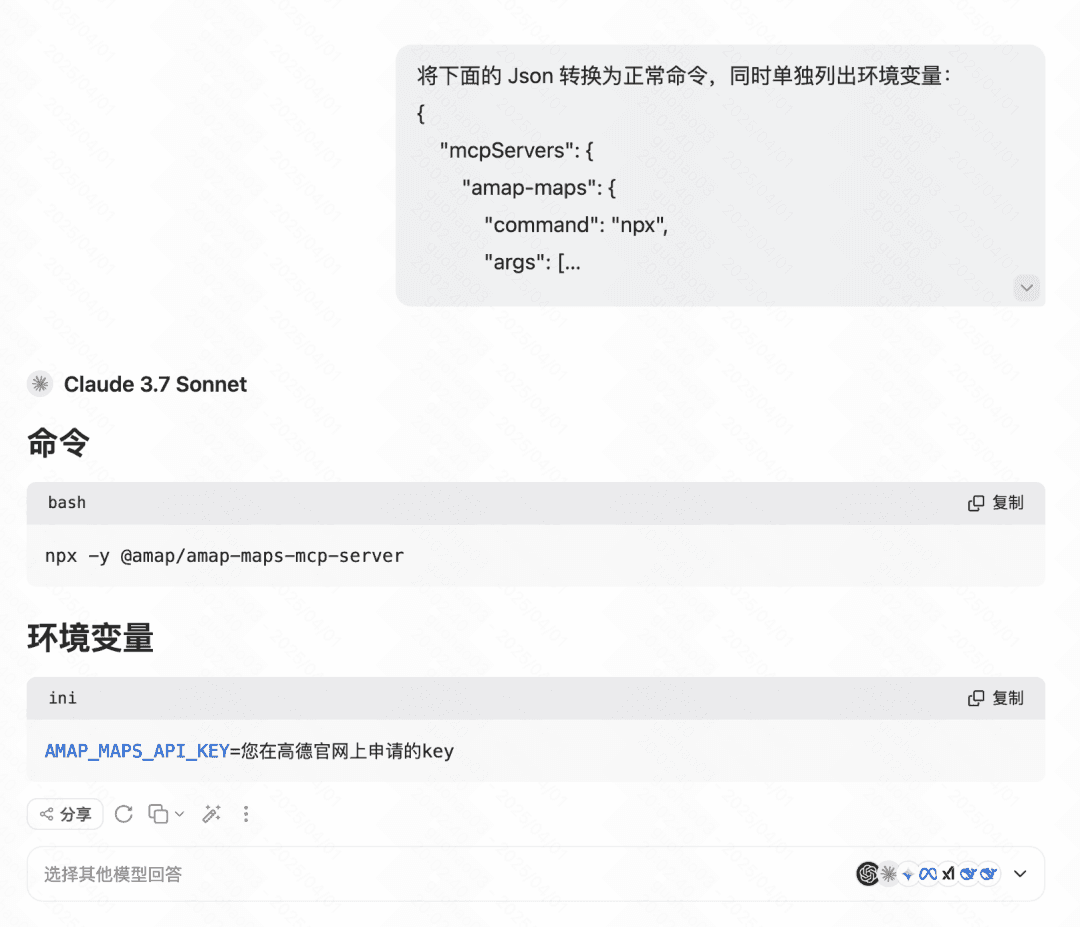 将下面的 Json 转换为正常命令，同时单独列出环境变量：
{
"mcpServers": {
"amap-maps": {
"command": "npx",
"args": [...
Claude 3.7 Sonnet
命令
bash
复制
npx -y @amap/amap-maps-mcp-server
环境变量
ini
复制
AMAP_MAPS_API_KEY=您在高德官网上申请的key
分享
选择其他模型回答